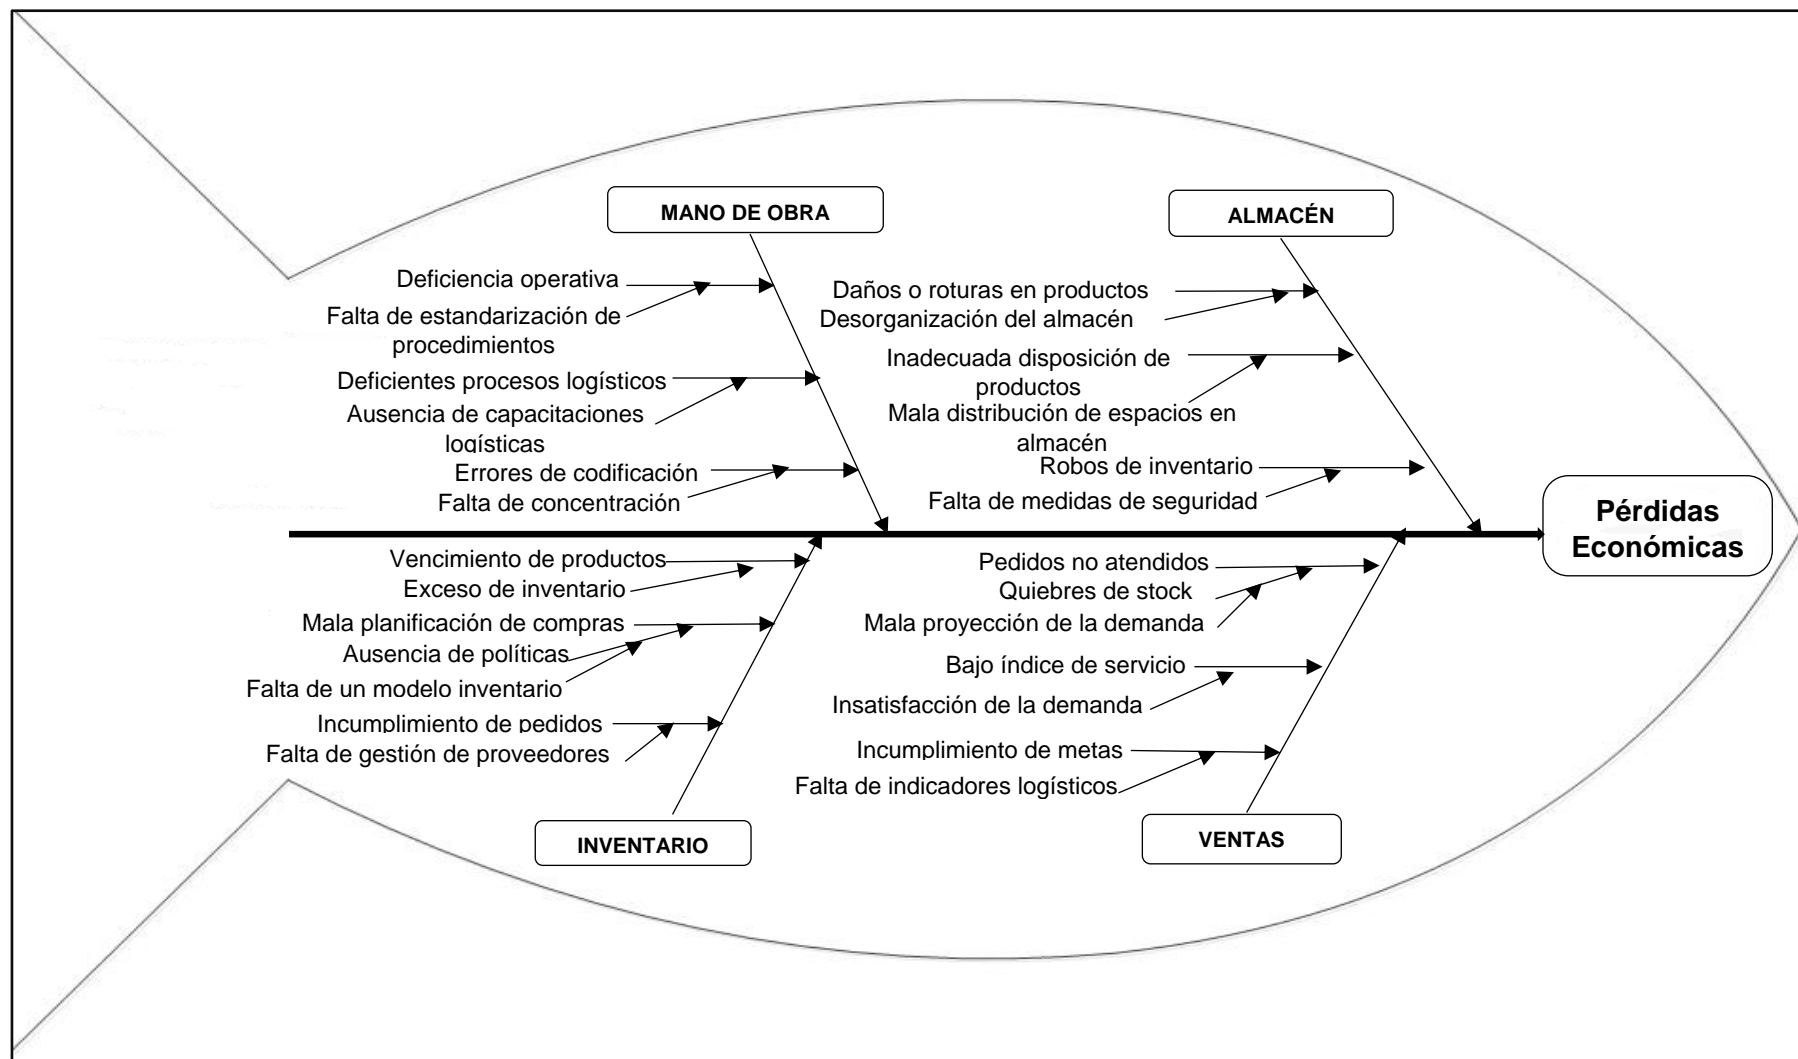 MANO DE OBRA
Deficiencia operativa
Falta de estandarización de
procedimientos
Deficientes procesos logísticos
Ausencia de capacitaciones
logísticas
Errores de codificación
Falta de concentración
ALMACÉN
Daños o roturas en productos
Desorganización del almacén
Inadecuada disposición de
productos
Mala distribución de espacios en
almacén
Robos de inventario
Falta de medidas de seguridad
Pérdidas
Económicas
Vencimiento de productos
Exceso de inventario
Mala planificación de compras
Ausencia de políticas
Falta de un modelo inventario
Incumplimiento de pedidos
Falta de gestión de proveedores
INVENTARIO
Pedidos no atendidos
Quiebres de stock
Mala proyección de la demanda
Bajo índice de servicio
Insatisfacción de la demanda
Incumplimiento de metas
Falta de indicadores logísticos
VENTAS